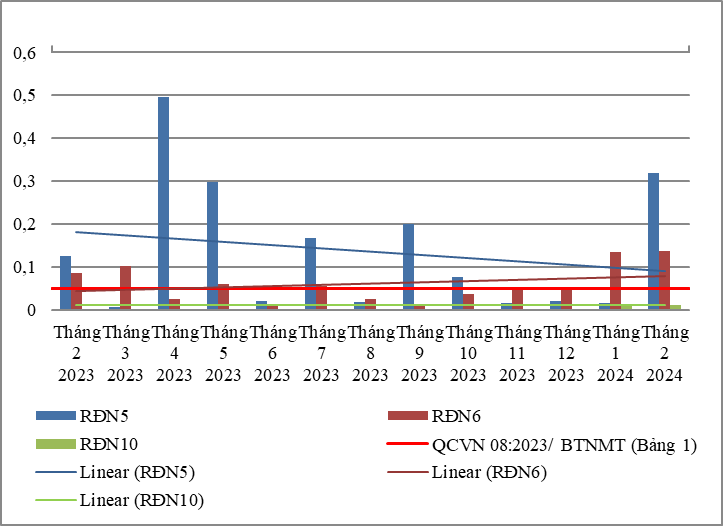 0,6
0,5
0,4
0,3
0,2
0,1
0
Tháng Tháng Tháng Tháng Tháng Tháng Tháng Tháng Tháng Tháng Tháng Tháng Tháng
2 3 4 5 6 7 8 9 10 11 12 1 2
2023 2023 2023 2023 2023 2023 2023 2023 2023 2023 2023 2024 2024
RĐN5 RĐN6
RĐN10 QCVN 08:2023/ BTNMT (Bảng 1)
Linear (RĐN5) Linear (RĐN6)
Linear (RĐN10)